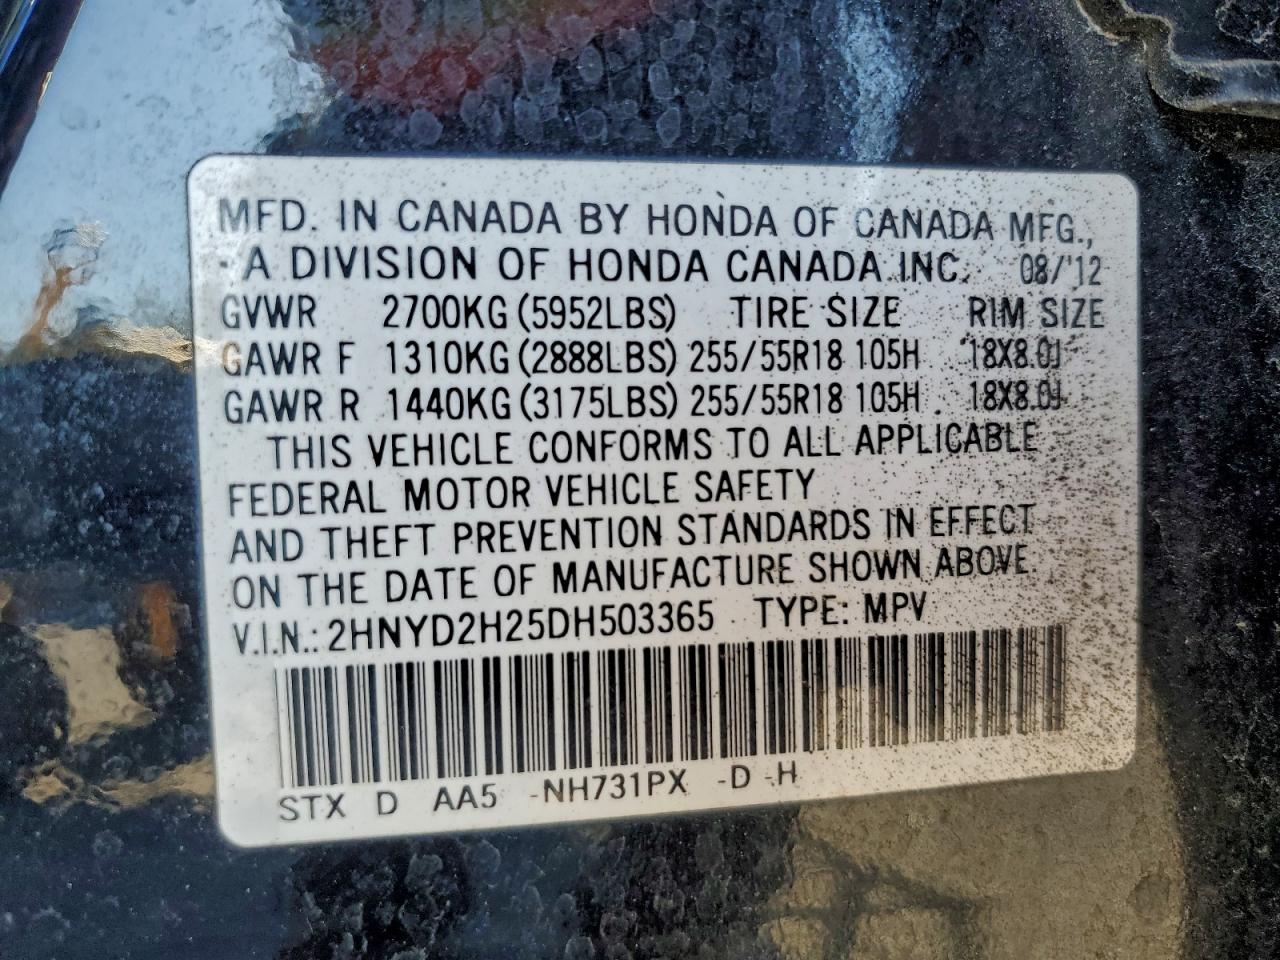 MFD. IN CANADA BY HONDA OF CANADA MFG.,
A DIVISION OF HONDA CANADA INC. 08/'12
GVWR 2700KG (5952LBS) TIRE SIZE RIM SIZE
GAWR F 1310KG (2888LBS) 255/55R18 105H 18X8.0J
GAWR R 1440KG (3175LBS) 255/55R18 105H 18X8.0J
THIS VEHICLE CONFORMS TO ALL APPLICABLE
FEDERAL MOTOR VEHICLE SAFETY
AND THEFT PREVENTION STANDARDS IN EFFECT
ON THE DATE OF MANUFACTURE SHOWN ABOVE
V.I.N.: 2HNYD2H25DH503365 TYPE: MPV
STX D AA5 -NH731PX -D -H